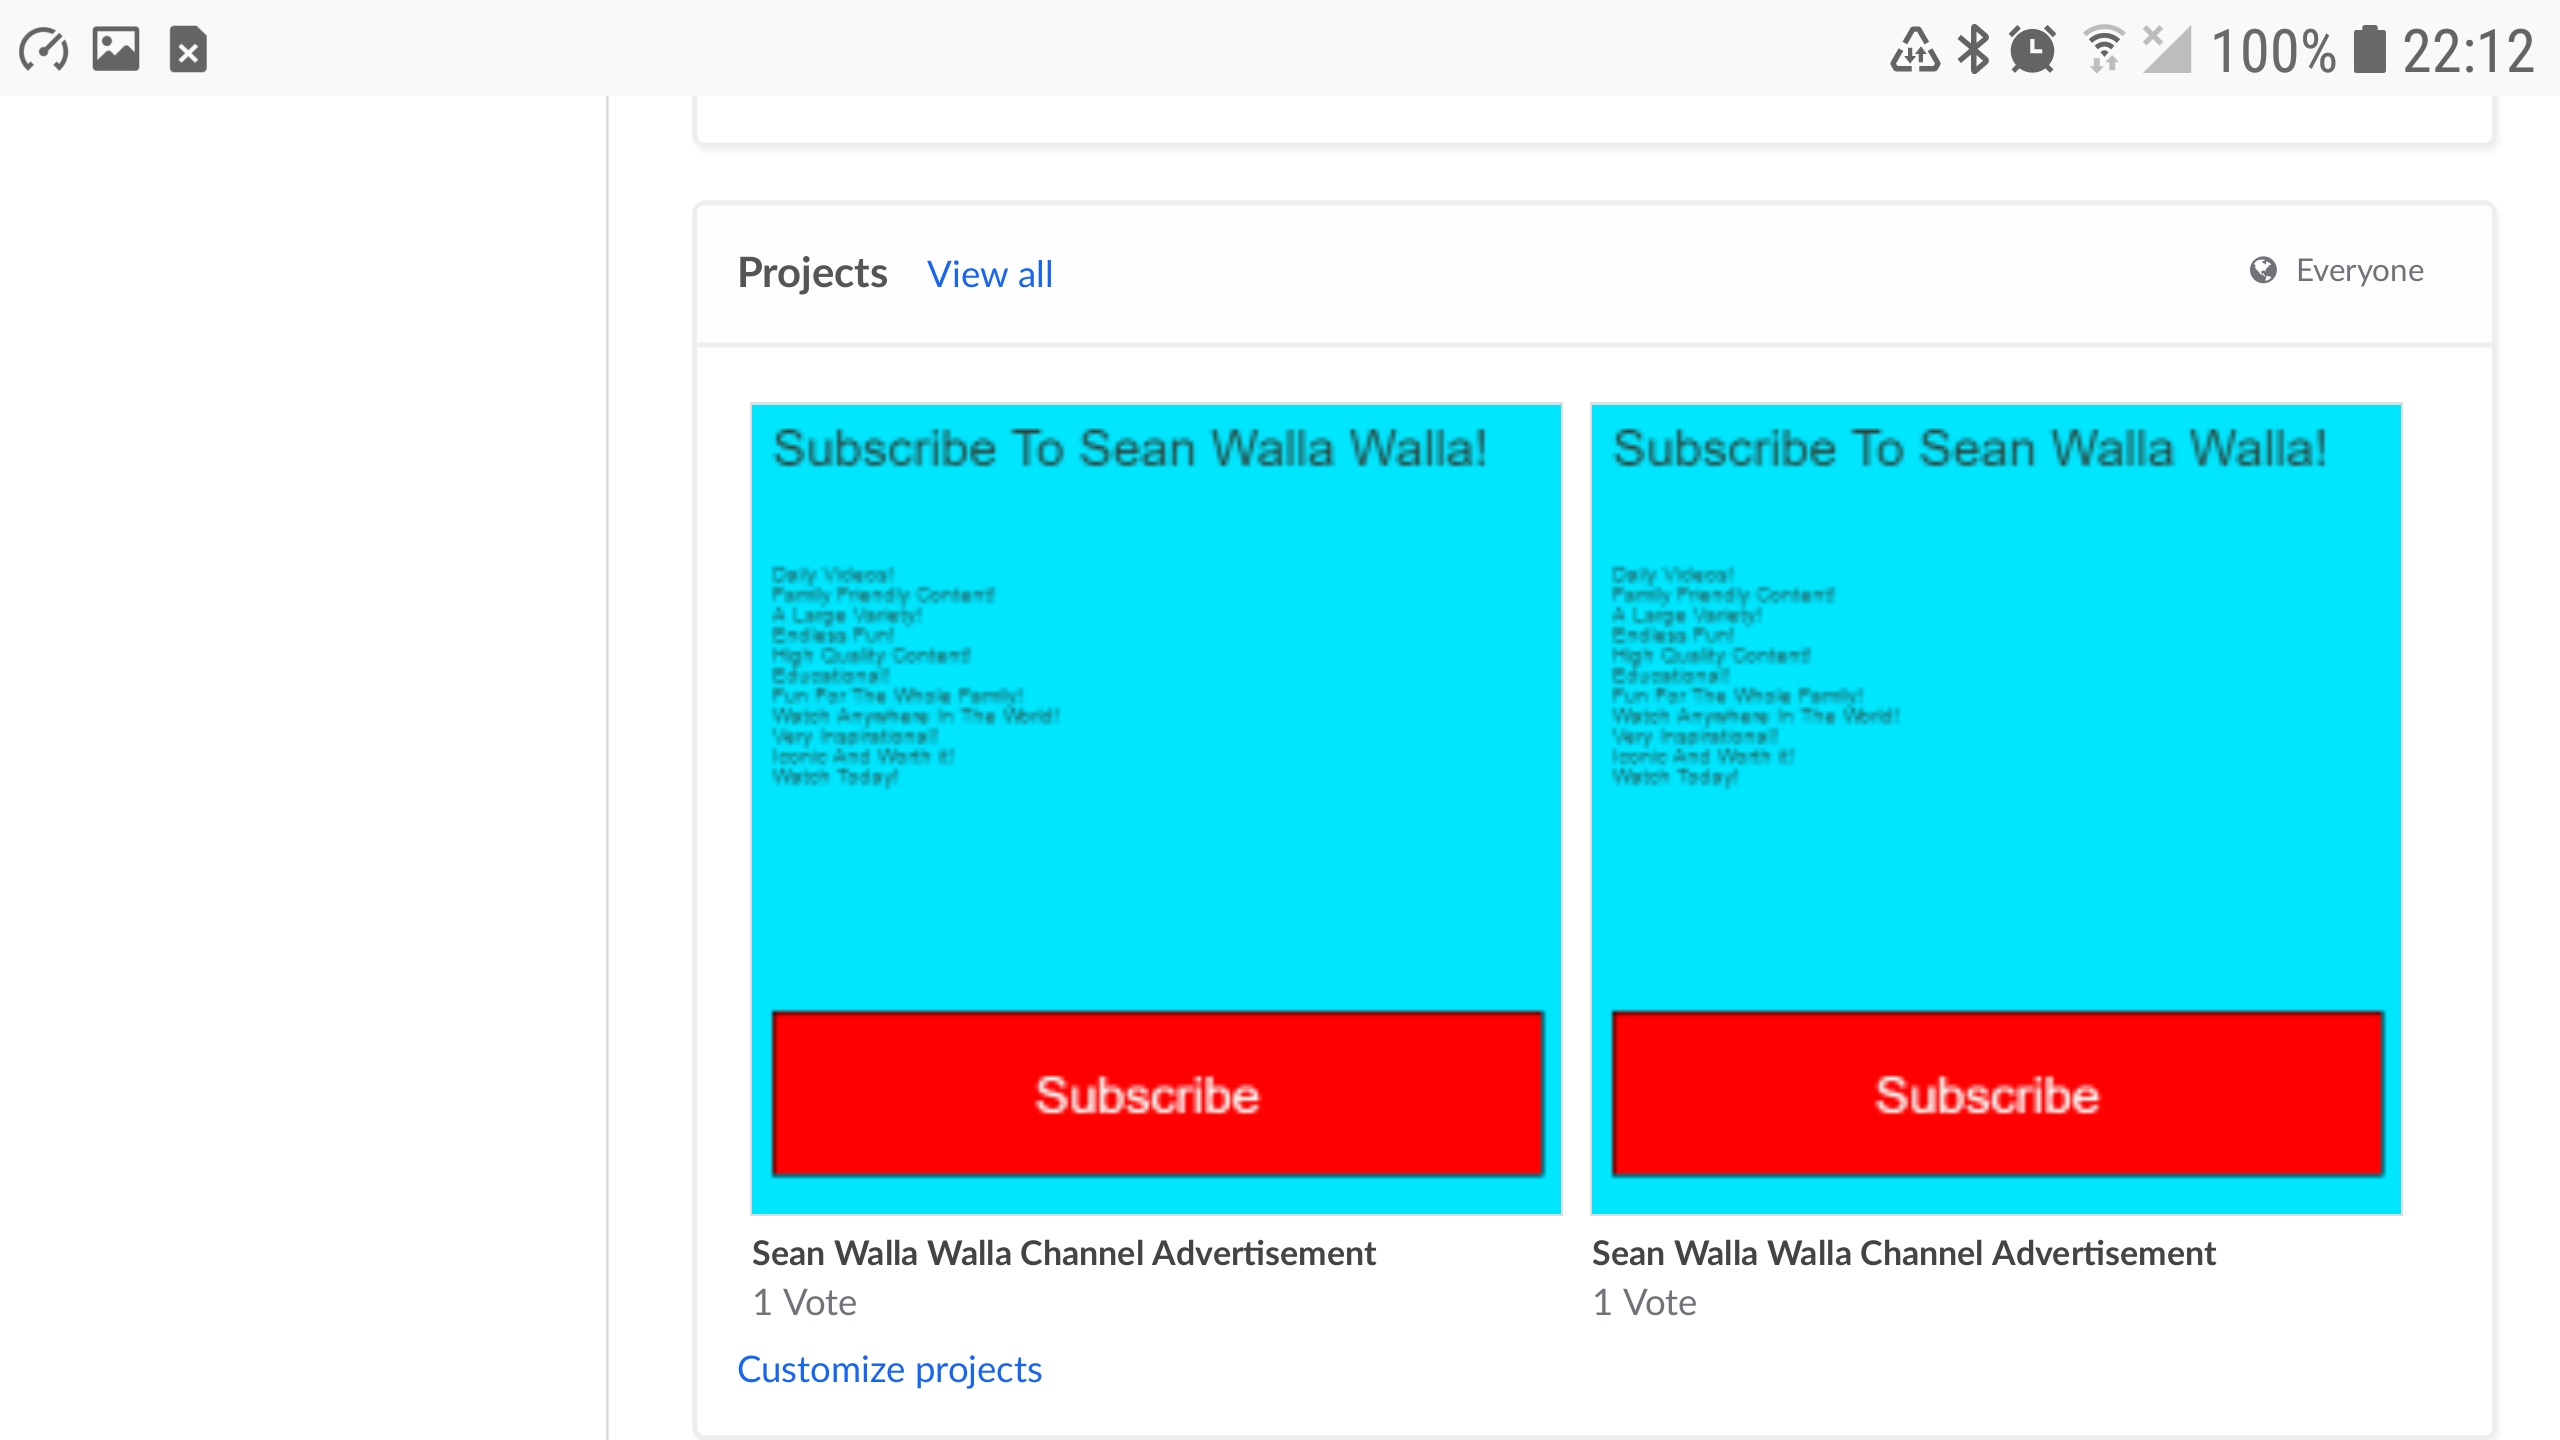 100% 22:12
Projects View all Everyone
Subscribe To Sean Walla Walla!
Daily Videos!
Family Friendly Content!
A Large Variety!
Endless Fun!
High Quality Content!
Educational!
Fun For The Whole Family!
Watch Anywhere In The World!
Very Inspirational!
Iconic And Worth it!
Watch Today!
Subscribe
Sean Walla Walla Channel Advertisement
1 Vote
Subscribe To Sean Walla Walla!
Daily Videos!
Family Friendly Content!
A Large Variety!
Endless Fun!
High Quality Content!
Educational!
Fun For The Whole Family!
Watch Anywhere In The World!
Very Inspirational!
Iconic And Worth it!
Watch Today!
Subscribe
Sean Walla Walla Channel Advertisement
1 Vote
Customize projects